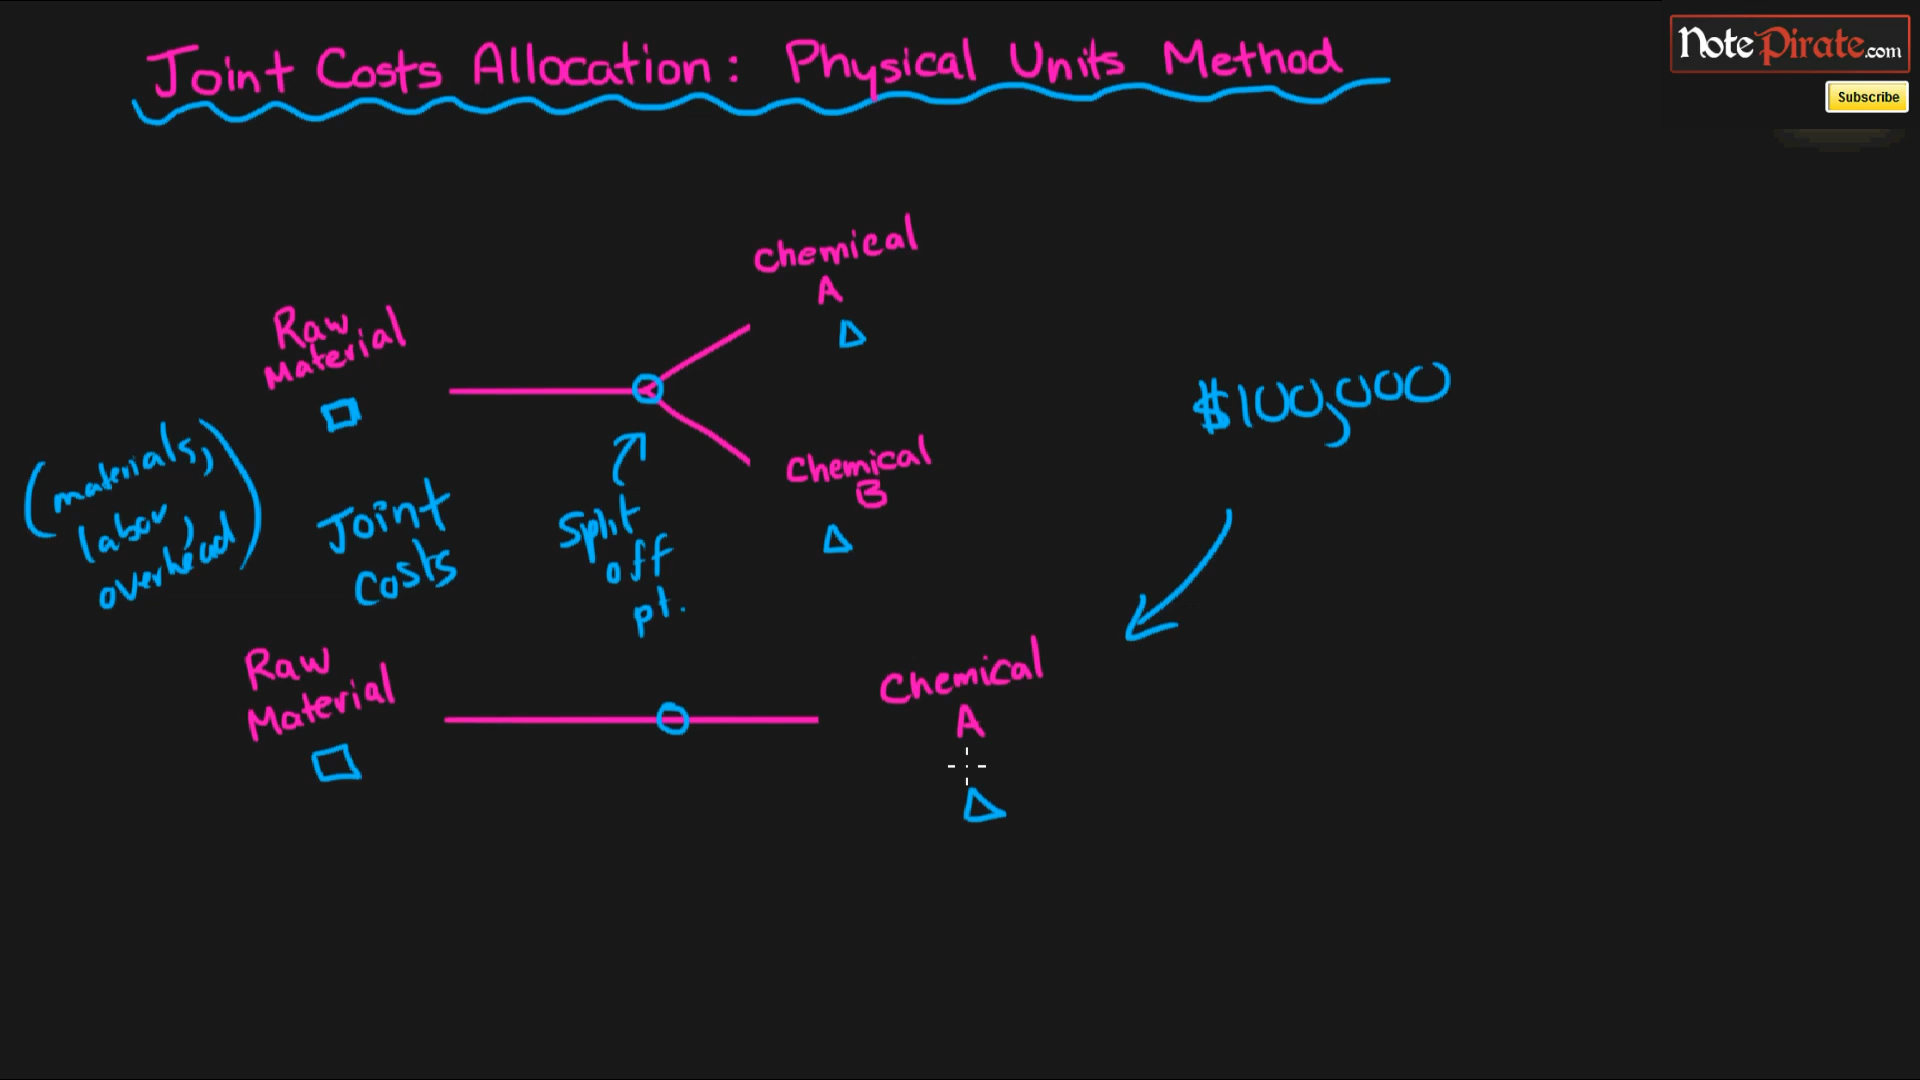 Joint Costs Allocation: Physical Units Method
NotePirate.com
Subscribe
Chemical
A
Raw
Material
$100,000
Chemical
B
(materials,
labor,
overhead)
Joint
Costs
Split
off
pt.
Raw
Material
Chemical
A